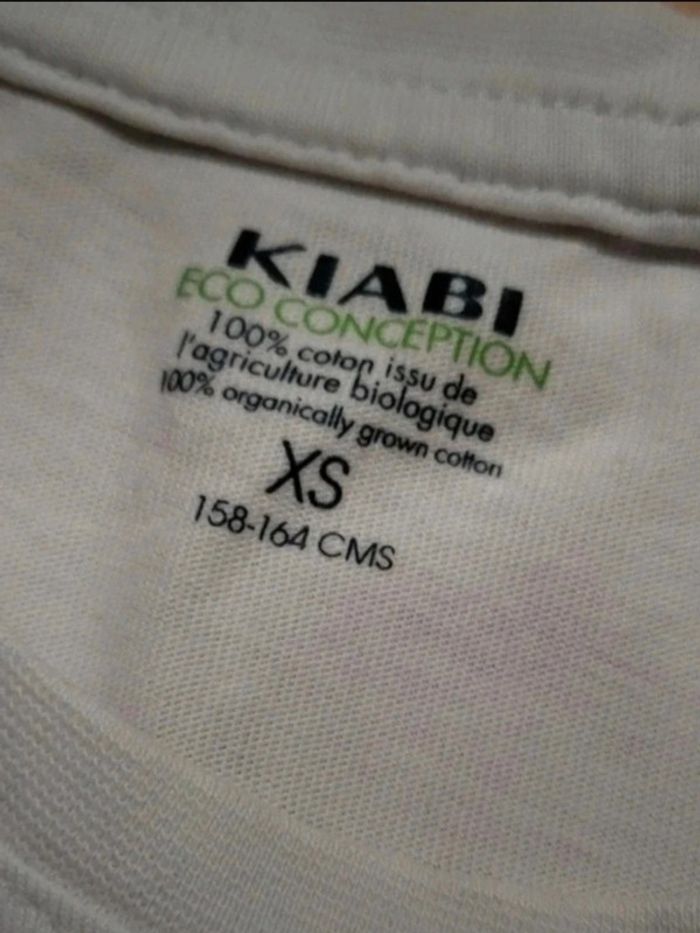 KIABI
ECO CONCEPTION
100% coton issu de
l'agriculture biologique
100% organically grown cotton
XS
158-164 CMS